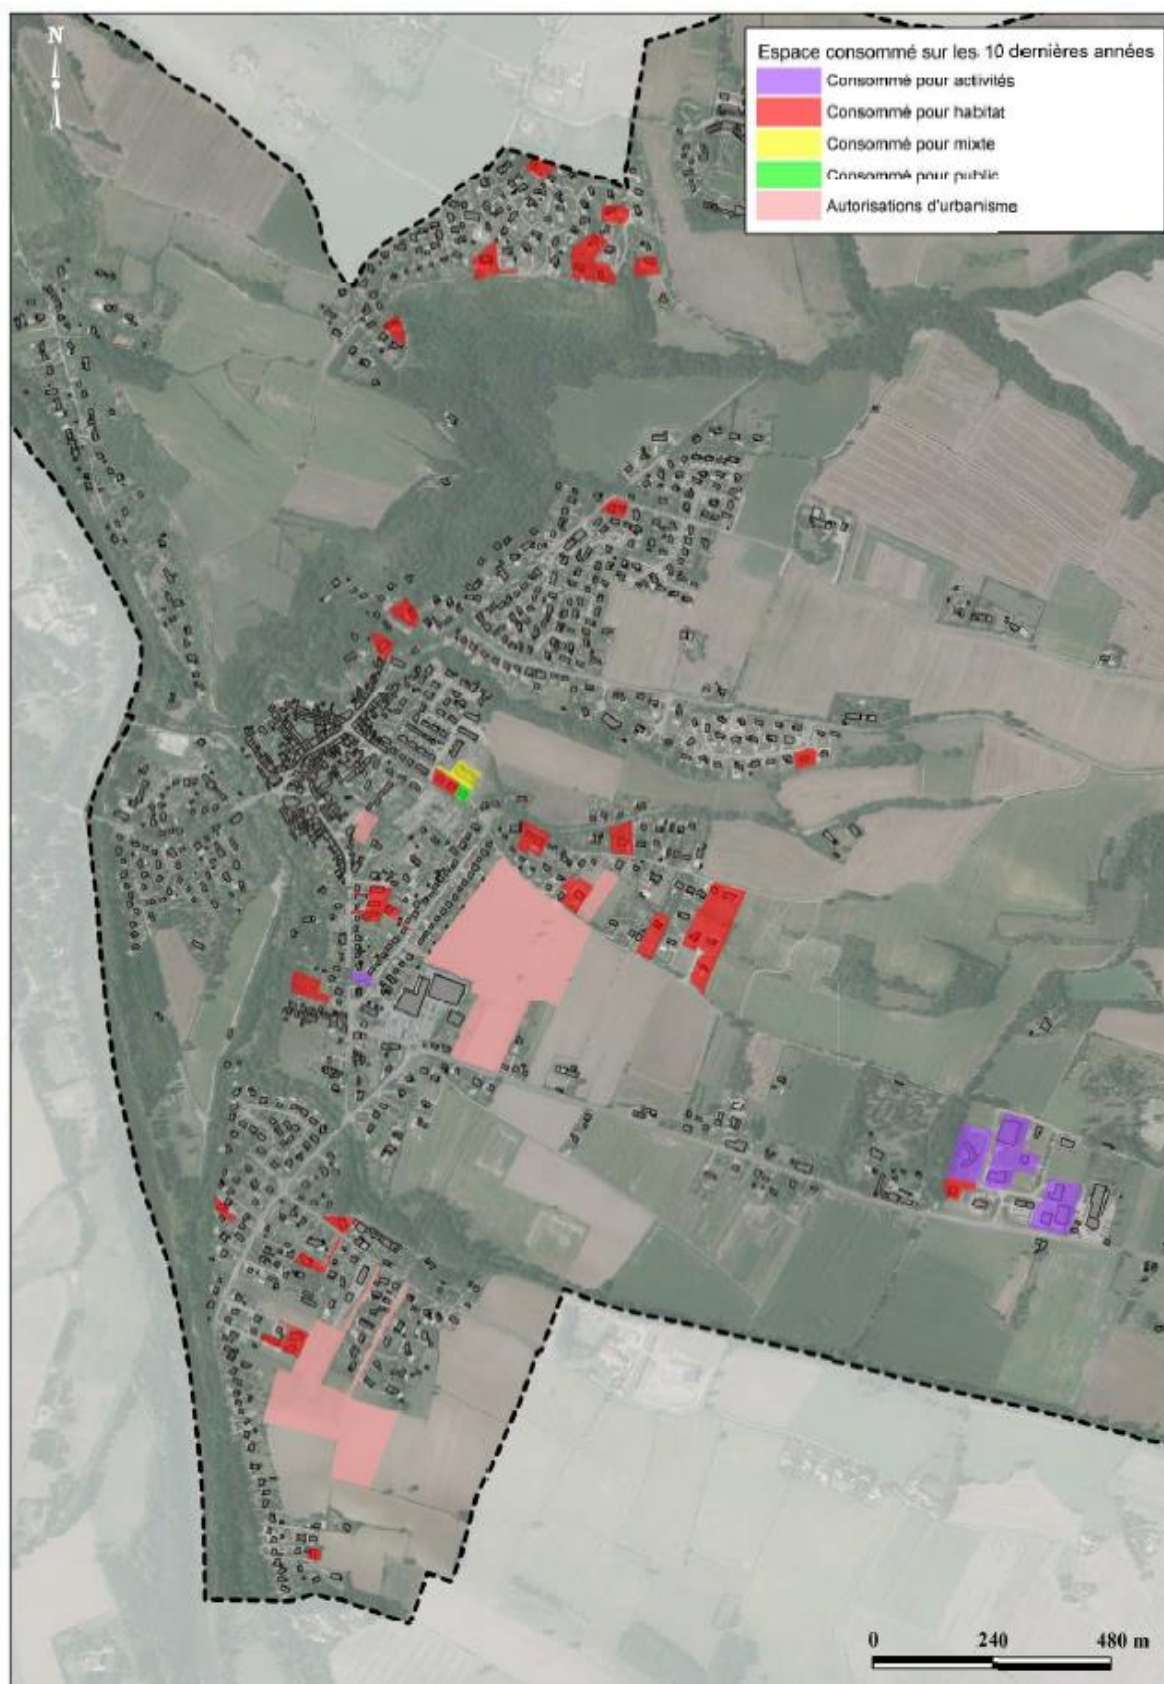 N
Espace consommé sur les 10 dernières années
Consommé pour activités
Consommé pour habitat
Consommé pour mixte
Consommé pour public
Autorisations d'urbanisme
0 240 480 m